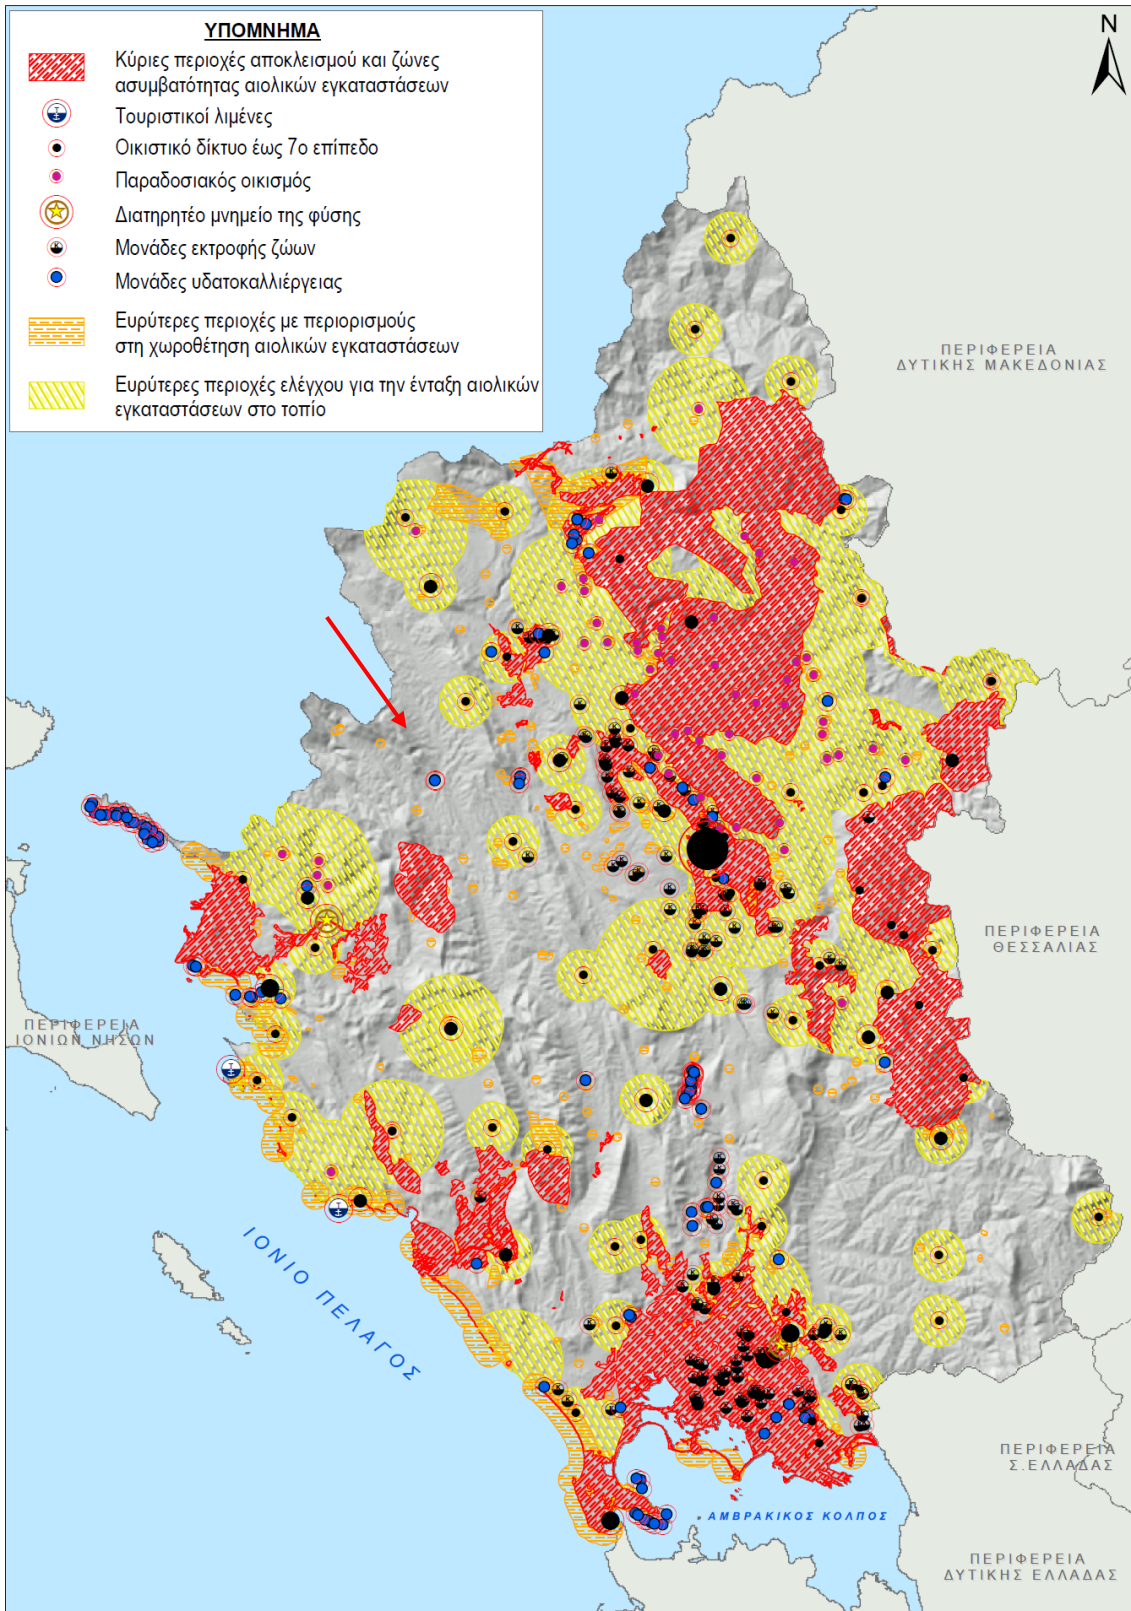 ΥΠΟΜΝΗΜΑ
Κύριες περιοχές αποκλεισμού και ζώνες
ασυμβατότητας αιολικών εγκαταστάσεων
Τουριστικοί λιμένες
Οικιστικό δίκτυο έως 7ο επίπεδο
Παραδοσιακός οικισμός
Διατηρητέο μνημείο της φύσης
Μονάδες εκτροφής ζώων
Μονάδες υδατοκαλλιέργειας
Ευρύτερες περιοχές με περιορισμούς
στη χωροθέτηση αιολικών εγκαταστάσεων
Ευρύτερες περιοχές ελέγχου για την ένταξη αιολικών
εγκαταστάσεων στο τοπίο
N
ΠΕΡΙΦΕΡΕΙΑ
ΔΥΤΙΚΗΣ ΜΑΚΕΔΟΝΙΑΣ
ΠΕΡΙΦΕΡΕΙΑ
ΘΕΣΣΑΛΙΑΣ
ΠΕΡΙΦΕΡΕΙΑ
ΙΟΝΙΩΝ ΝΗΣΩΝ
ΙΟΝΙΟ ΠΕΛΑΓΟΣ
ΠΕΡΙΦΕΡΕΙΑ
Σ.ΕΛΛΑΔΑΣ
ΑΜΒΡΑΚΙΚΟΣ ΚΟΛΠΟΣ
ΠΕΡΙΦΕΡΕΙΑ
ΔΥΤΙΚΗΣ ΕΛΛΑΔΑΣ